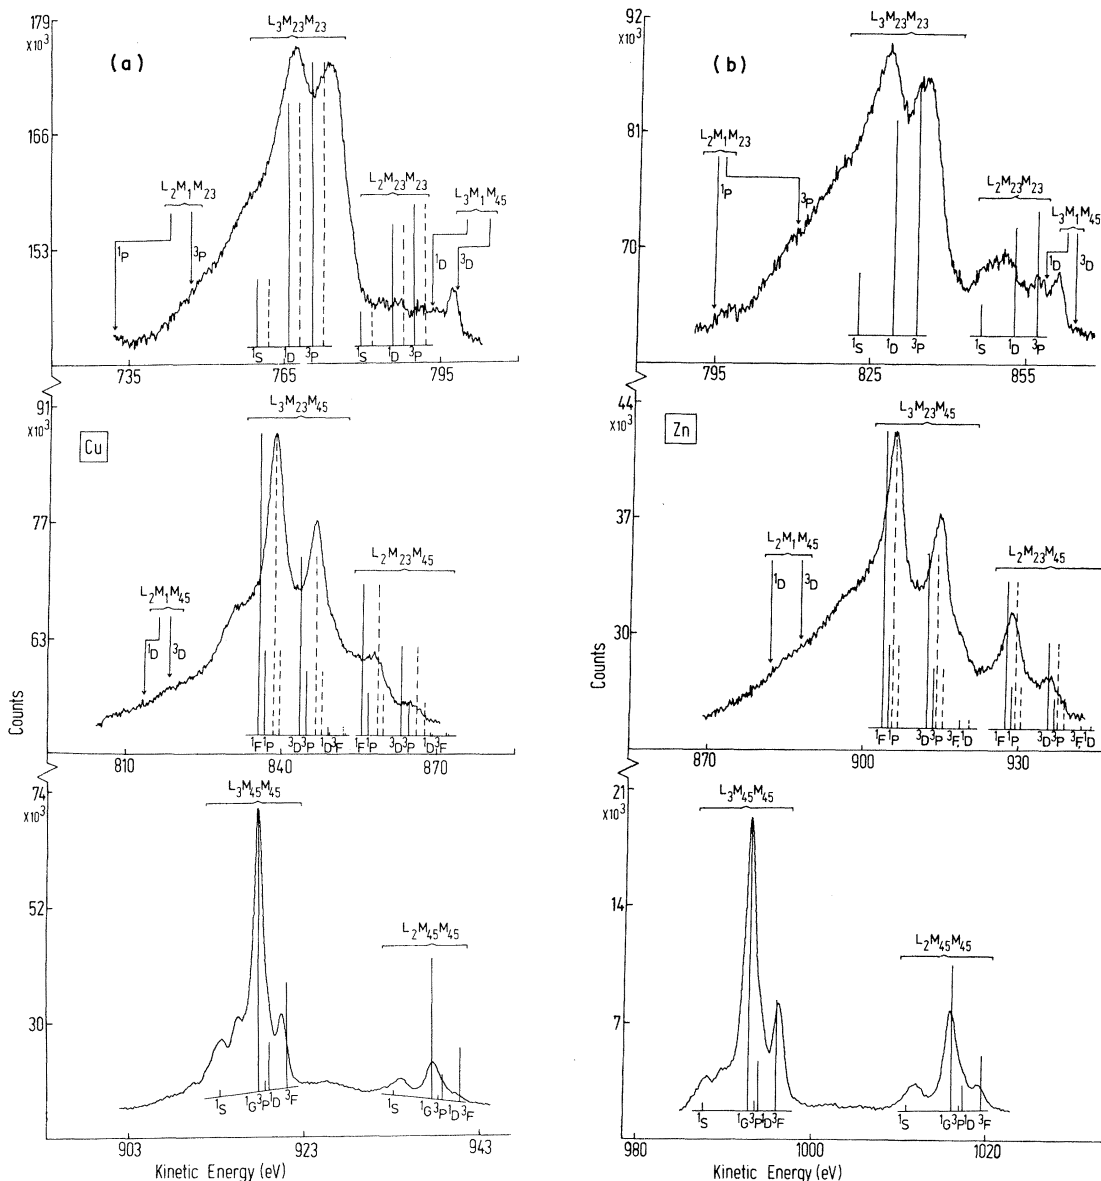 (a)
179
x10³
166
153
L₃M₂₃M₂₃
L₂M₁M₂₃
¹P
³P
L₂M₂₃M₂₃
L₃M₁M₄₅
¹D
³D
¹S ¹D ³P
¹S ¹D ³P
735 765 795
(b)
92
x10³
81
70
L₃M₂₃M₂₃
L₂M₁M₂₃
¹P
³P
L₂M₂₃M₂₃
L₃M₁M₄₅
¹D
³D
¹S ¹D ³P
¹S ¹D ³P
795 825 855
91
x10³
77
63
Cu
L₃M₂₃M₄₅
L₂M₂₃M₄₅
L₂M₁M₄₅
¹D
³D
¹F ¹P ³D ³P ¹D ³F
¹F ¹P ³D ³P ¹D ³F
810 840 870
Counts
44
x10³
37
30
Zn
L₃M₂₃M₄₅
L₂M₁M₄₅
¹D
³D
L₂M₂₃M₄₅
¹F ¹P ³D ³P ³F, ¹D
¹F ¹P ³D ³P ³F ¹D
870 900 930
Counts
74
x10³
52
30
L₃M₄₅M₄₅
L₂M₄₅M₄₅
¹S ¹G ³P ¹D ³F
¹S ¹G ³P ¹D ³F
903 923 943
Kinetic Energy (eV)
21
x10³
14
7
L₃M₄₅M₄₅
L₂M₄₅M₄₅
¹S ¹G ³P ¹D ³F
¹S ¹G ³P ¹D ³F
980 1000 1020
Kinetic Energy (eV)